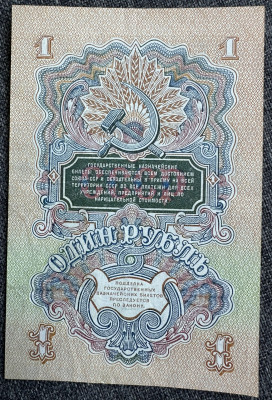 1 1
ГОСУДАРСТВЕННЫЕ КАЗНАЧЕЙСКИЕ
БИЛЕТЫ ОБЕСПЕЧИВАЮТСЯ ВСЕМ ДОСТОЯНИЕМ
СОЮЗА ССР И ОБЯЗАТЕЛЬНЫ К ПРИЕМУ НА ВСЕЙ
ТЕРРИТОРИИ СССР ВО ВСЕ ПЛАТЕЖИ ДЛЯ ВСЕХ
УЧРЕЖДЕНИЙ, ПРЕДПРИЯТИЙ И ЛИЦ ПО
НАРИЦАТЕЛЬНОЙ СТОИМОСТИ
ОДИН РУБЛЬ
ПОДДЕЛКА
ГОСУДАРСТВЕННЫХ
КАЗНАЧЕЙСКИХ БИЛЕТОВ
ПРЕСЛЕДУЕТСЯ
ПО ЗАКОНУ
1 1